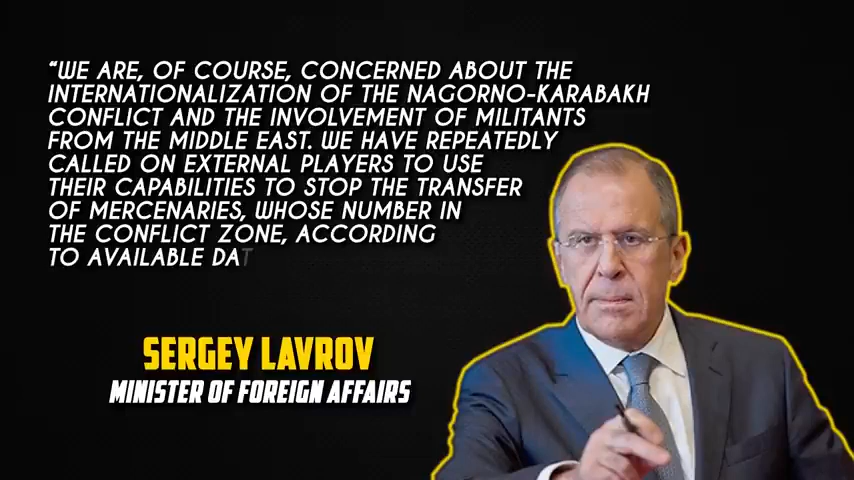 “WE ARE, OF COURSE, CONCERNED ABOUT THE
INTERNATIONALIZATION OF THE NAGORNO-KARABAKH
CONFLICT AND THE INVOLVEMENT OF MILITANTS
FROM THE MIDDLE EAST. WE HAVE REPEATEDLY
CALLED ON EXTERNAL PLAYERS TO USE
THEIR CAPABILITIES TO STOP THE TRANSFER
OF MERCENARIES, WHOSE NUMBER IN
THE CONFLICT ZONE, ACCORDING
TO AVAILABLE DAT
SERGEY LAVROV
MINISTER OF FOREIGN AFFAIRS